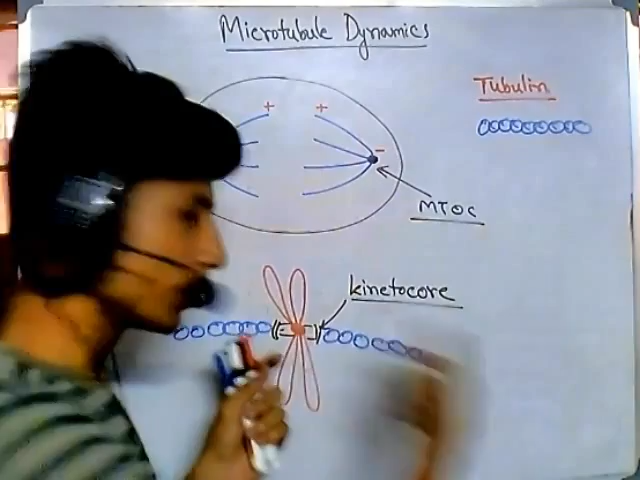 Microtubule Dynamics
Tubulin
+ +
-
MTOC
kinetocore